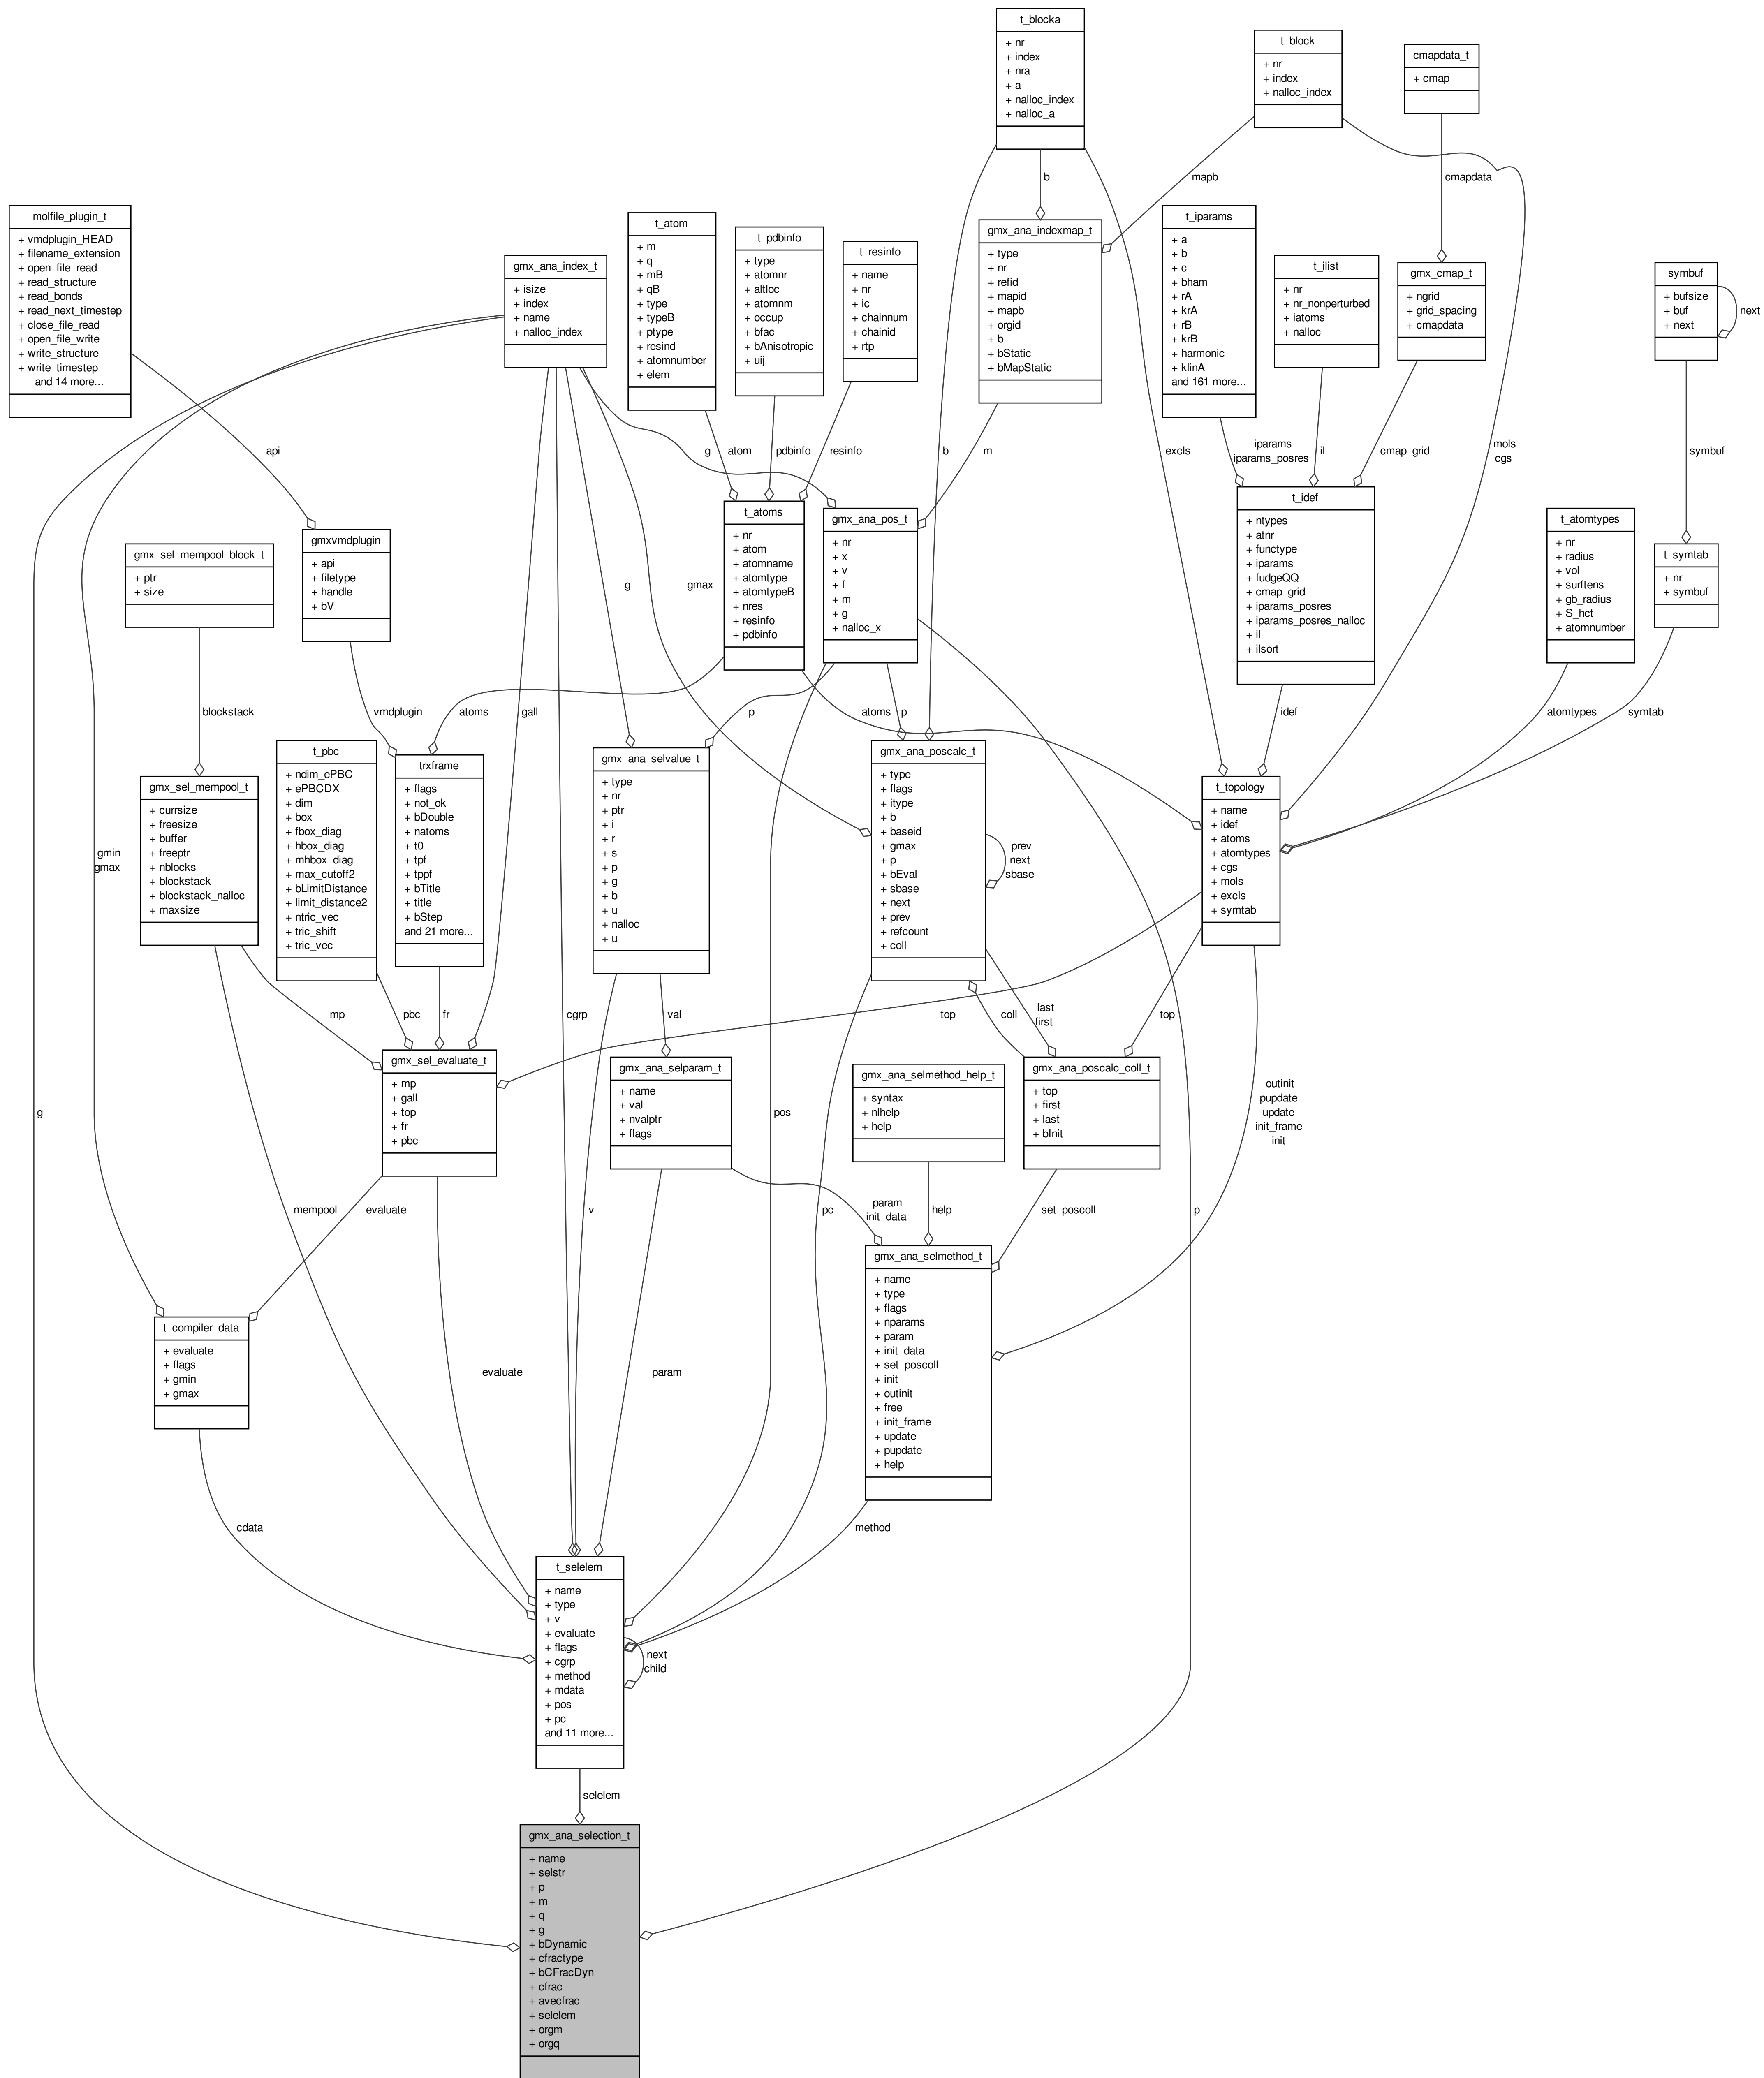 t_blocka
+ nr
+ index
+ nra
+ a
+ nalloc_index
+ nalloc_a
t_block
+ nr
+ index
+ nalloc_index
cmapdata_t
+ cmap
b
mapb
cmapdata
molfile_plugin_t
+ vmdplugin_HEAD
+ filename_extension
+ open_file_read
+ read_structure
+ read_bonds
+ read_next_timestep
+ close_file_read
+ open_file_write
+ write_structure
+ write_timestep
and 14 more...
gmx_ana_index_t
+ isize
+ index
+ name
+ nalloc_index
t_atom
+ m
+ q
+ mB
+ qB
+ type
+ typeB
+ ptype
+ resind
+ atomnumber
+ elem
t_pdbinfo
+ type
+ atomnr
+ altloc
+ atomnm
+ occup
+ bfac
+ bAnisotropic
+ uij
t_resinfo
+ name
+ nr
+ ic
+ chainnum
+ chainid
+ rtp
gmx_ana_indexmap_t
+ type
+ nr
+ refid
+ mapid
+ mapb
+ orgid
+ b
+ bStatic
+ bMapStatic
t_iparams
+ a
+ b
+ c
+ bham
+ rA
+ krA
+ rB
+ krB
+ harmonic
+ klinA
and 161 more...
t_ilist
+ nr
+ nr_nonperturbed
+ iatoms
+ nalloc
gmx_cmap_t
+ ngrid
+ grid_spacing
+ cmapdata
symbuf
+ bufsize
+ buf
+ next
next
api
g
atom
pdbinfo
resinfo
b
m
excls
iparams
iparams_posres
il
cmap_grid
mols
cgs
symbuf
gmx_sel_mempool_block_t
+ ptr
+ size
gmxvmdplugin
+ api
+ filetype
+ handle
+ bV
g
gmax
t_atoms
+ nr
+ atom
+ atomname
+ atomtype
+ atomtypeB
+ nres
+ resinfo
+ pdbinfo
gmx_ana_pos_t
+ nr
+ x
+ v
+ f
+ m
+ g
+ nalloc_x
t_idef
+ ntypes
+ atnr
+ functype
+ iparams
+ fudgeQQ
+ cmap_grid
+ iparams_posres
+ iparams_posres_nalloc
+ il
+ ilsort
t_atomtypes
+ nr
+ radius
+ vol
+ surftens
+ gb_radius
+ S_hct
+ atomnumber
t_symtab
+ nr
+ symbuf
blockstack
vmdplugin
atoms
gall
p
atoms
p
idef
atomtypes
symtab
gmx_sel_mempool_t
+ currsize
+ freesize
+ buffer
+ freeptr
+ nblocks
+ blockstack
+ blockstack_nalloc
+ maxsize
t_pbc
+ ndim_ePBC
+ ePBCDX
+ dim
+ box
+ fbox_diag
+ hbox_diag
+ mhbox_diag
+ max_cutoff2
+ bLimitDistance
+ limit_distance2
+ ntric_vec
+ tric_shift
+ tric_vec
trxframe
+ flags
+ not_ok
+ bDouble
+ natoms
+ t0
+ tpf
+ tppf
+ bTitle
+ title
+ bStep
and 21 more...
gmx_ana_selvalue_t
+ type
+ nr
+ ptr
+ i
+ r
+ s
+ p
+ g
+ b
+ u
+ nalloc
+ u
gmx_ana_poscalc_t
+ type
+ flags
+ itype
+ b
+ baseid
+ gmax
+ p
+ bEval
+ sbase
+ next
+ prev
+ refcount
+ coll
prev
next
sbase
t_topology
+ name
+ idef
+ atoms
+ atomtypes
+ cgs
+ mols
+ excls
+ symtab
gmin
gmax
mp
pbc
fr
cgrp
val
top
coll
last
first
top
g
gmx_sel_evaluate_t
+ mp
+ gall
+ top
+ fr
+ pbc
gmx_ana_selparam_t
+ name
+ val
+ nvalptr
+ flags
pos
gmx_ana_selmethod_help_t
+ syntax
+ nlhelp
+ help
gmx_ana_poscalc_coll_t
+ top
+ first
+ last
+ bInit
outinit
pupdate
update
init_frame
init
mempool
evaluate
v
pc
param
init_data
help
set_poscoll
p
t_compiler_data
+ evaluate
+ flags
+ gmin
+ gmax
evaluate
param
gmx_ana_selmethod_t
+ name
+ type
+ flags
+ nparams
+ param
+ init_data
+ set_poscoll
+ init
+ outinit
+ free
+ init_frame
+ update
+ pupdate
+ help
cdata
method
t_selelem
+ name
+ type
+ v
+ evaluate
+ flags
+ cgrp
+ method
+ mdata
+ pos
+ pc
and 11 more...
next
child
selelem
gmx_ana_selection_t
+ name
+ selstr
+ p
+ m
+ q
+ g
+ bDynamic
+ cfractype
+ bCFracDyn
+ cfrac
+ avecfrac
+ selelem
+ orgm
+ orgq